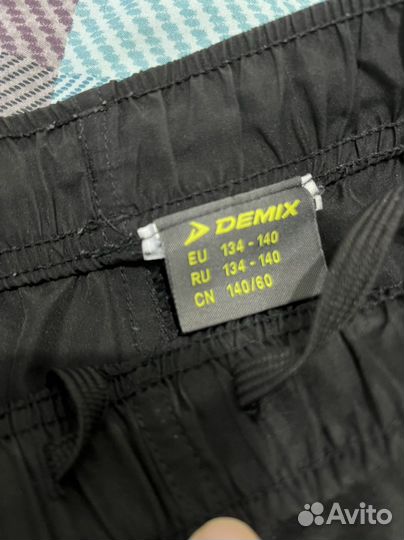 DEMIX
EU 134 - 140
RU 134 - 140
CN 140/60
Avito